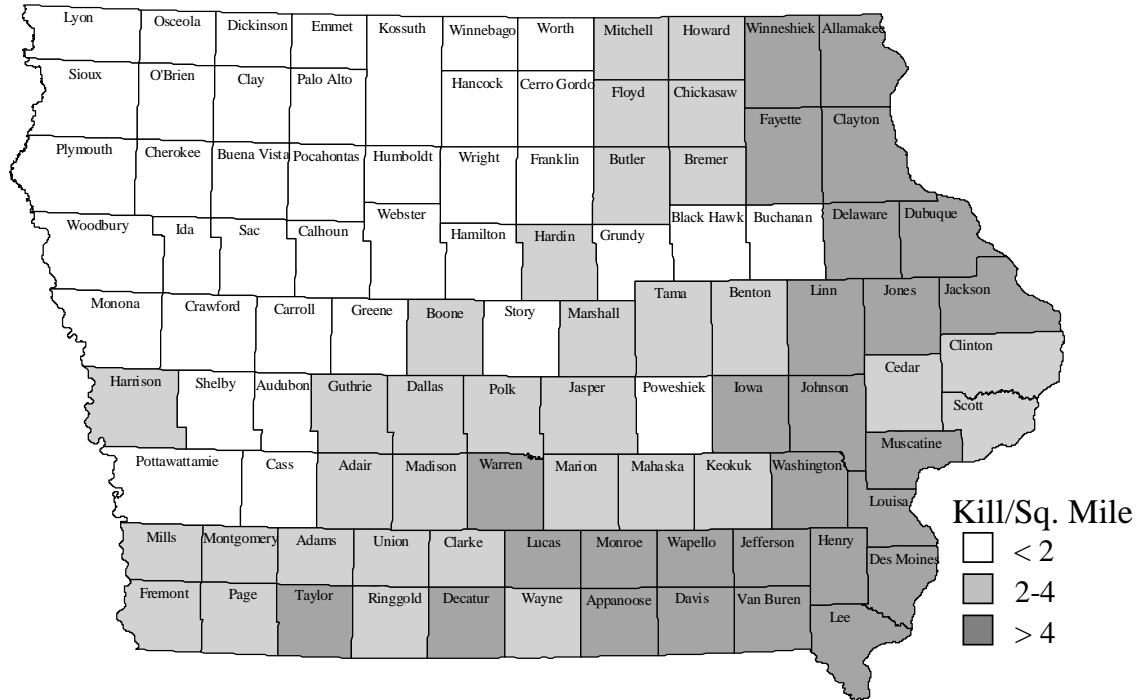 Lyon Osceola Dickinson Emmet Kossuth Winnebago Worth Mitchell Howard Winneshiek Allamakee
Sioux O'Brien Clay Palo Alto Hancock Cerro Gordo Floyd Chickasaw
Fayette Clayton
Plymouth Cherokee Buena Vista Pocahontas Humboldt Wright Franklin Butler Bremer
Woodbury Ida Sac Calhoun Webster Hamilton Hardin Grundy Black Hawk Buchanan Delaware Dubuque
Monona Crawford Carroll Greene Boone Story Marshall Tama Benton Linn Jones Jackson
Clinton
Harrison Shelby Audubon Guthrie Dallas Polk Jasper Poweshiek Iowa Johnson Cedar
Scott
Muscatine
Pottawattamie Cass Adair Madison Warren Marion Mahaska Keokuk Washington
Louisa
Mills Montgomery Adams Union Clarke Lucas Monroe Wapello Jefferson Henry Des Moines
Fremont Page Taylor Ringgold Decatur Wayne Appanoose Davis Van Buren Lee
Kill/Sq. Mile
< 2
2-4
> 4